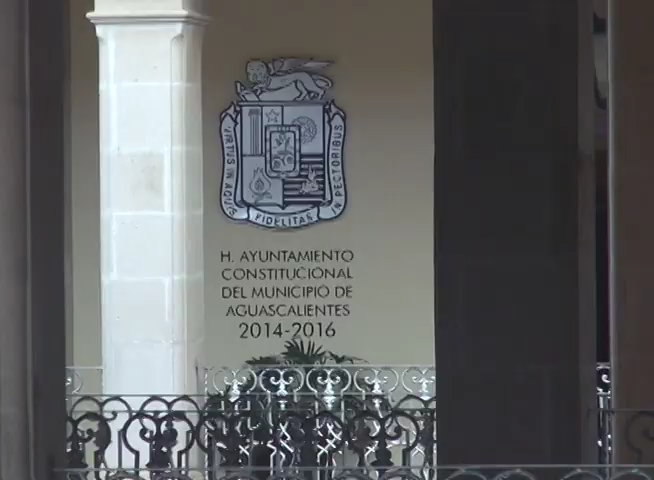 VIRTUS IN AQUIS
FIDELITAS
IN PECTORIBUS
H. AYUNTAMIENTO
CONSTITUCIONAL
DEL MUNICIPIO DE
AGUASCALIENTES
2014-2016